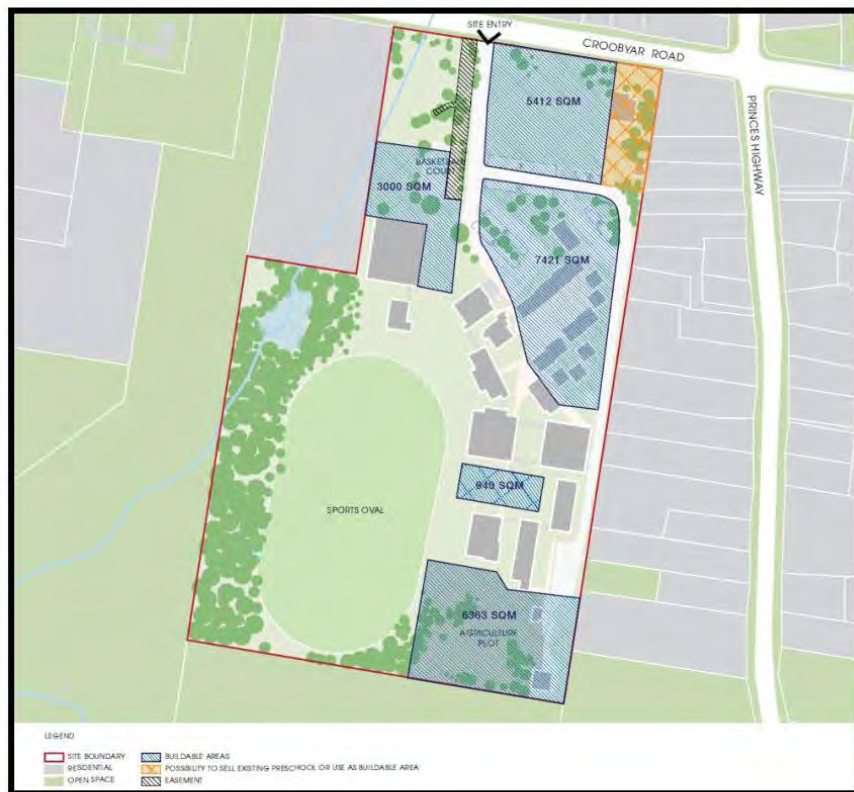 SITE ENTRY
CROOBYAR ROAD
5412 SQM
PRINCES HIGHWAY
BASKETBALL
COURT
3000 SQM
7421 SQM
949 SQM
SPORTS OVAL
6363 SQM
AGRICULTURE
PLOT
LEGEND
SITE BOUNDARY
RESIDENTIAL
OPEN SPACE
BUILDABLE AREAS
POSSIBILITY TO SELL EXISTING PRESCHOOL OR USE AS BUILDABLE AREA
EASEMENT